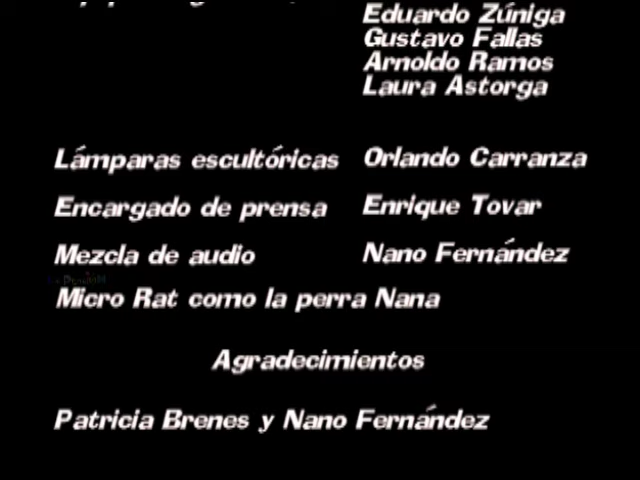 Eduardo Zúniga
Gustavo Fallas
Arnoldo Ramos
Laura Astorga
Lámparas escultóricas Orlando Carranza
Encargado de prensa Enrique Tovar
Mezcla de audio Nano Fernández
Micro Rat como la perra Nana
Agradecimientos
Patricia Brenes y Nano Fernández